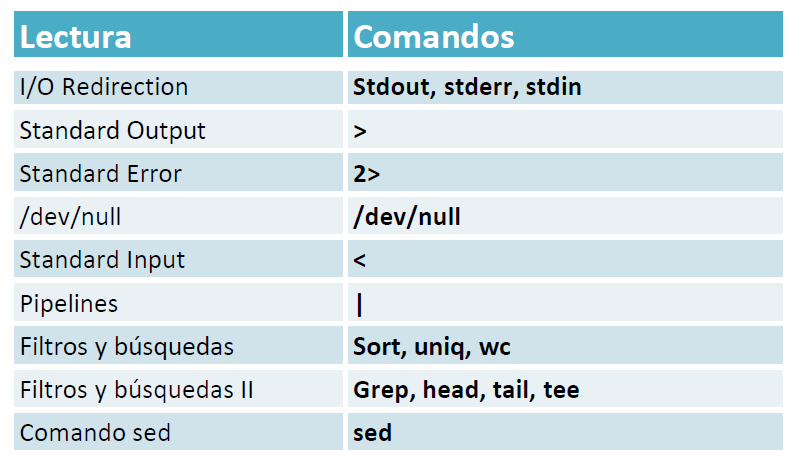 Lectura Comandos
I/O Redirection Stdout, stderr, stdin
Standard Output >
Standard Error 2>
/dev/null /dev/null
Standard Input <
Pipelines |
Filtros y búsquedas Sort, uniq, wc
Filtros y búsquedas II Grep, head, tail, tee
Comando sed sed